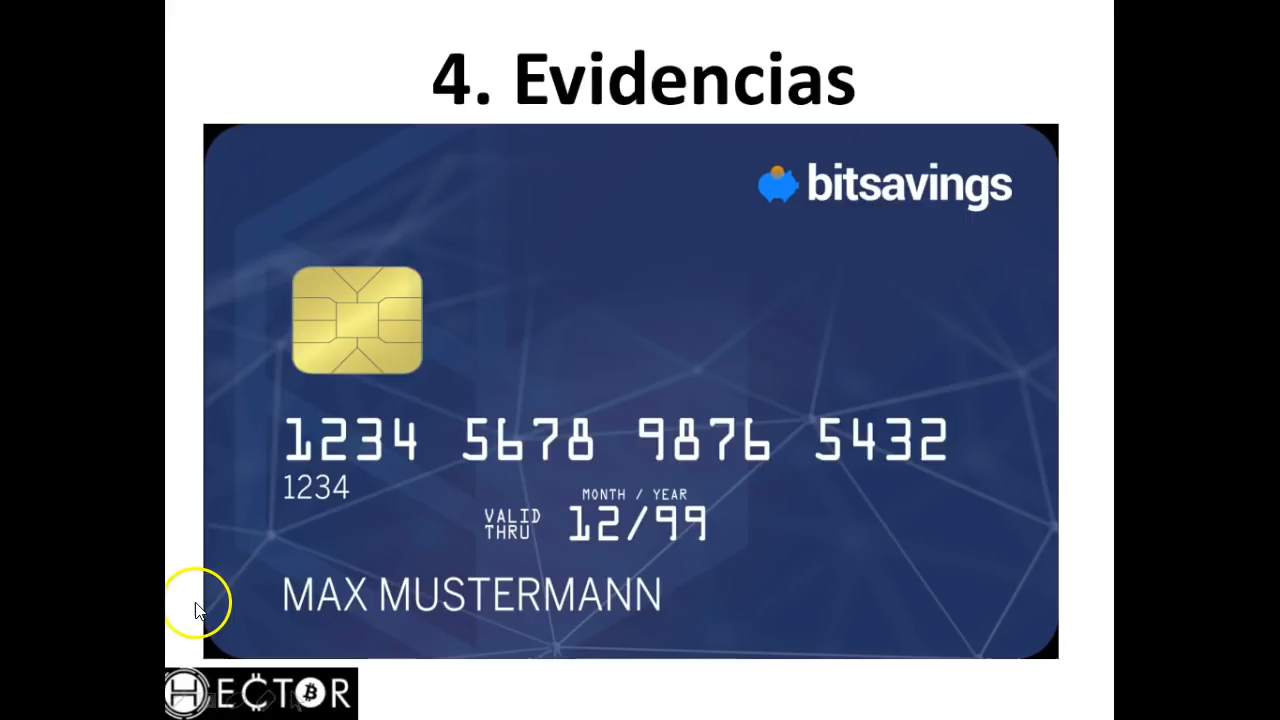 4. Evidencias
bitsavings
1234 5678 9876 5432
1234
MONTH / YEAR
VALID THRU 12/99
MAX MUSTERMANN
HECTOR